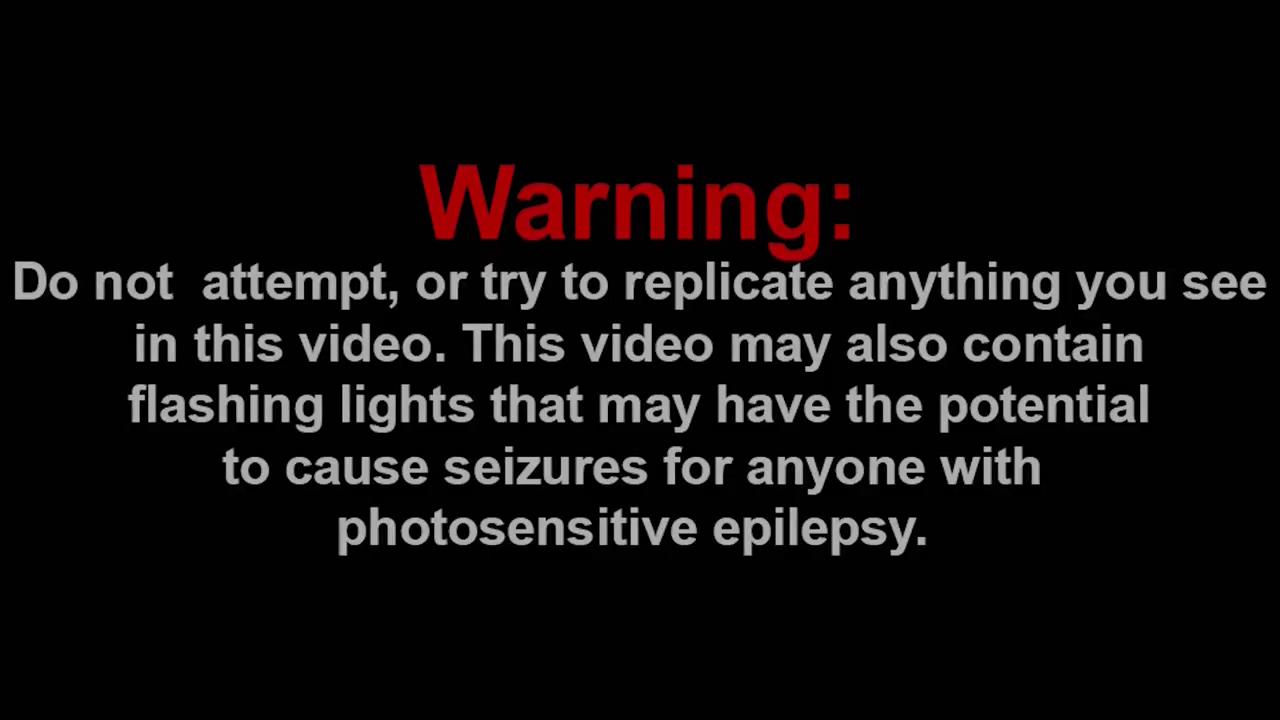 Warning:
Do not  attempt, or try to replicate anything you see
in this video. This video may also contain
flashing lights that may have the potential
to cause seizures for anyone with
photosensitive epilepsy.